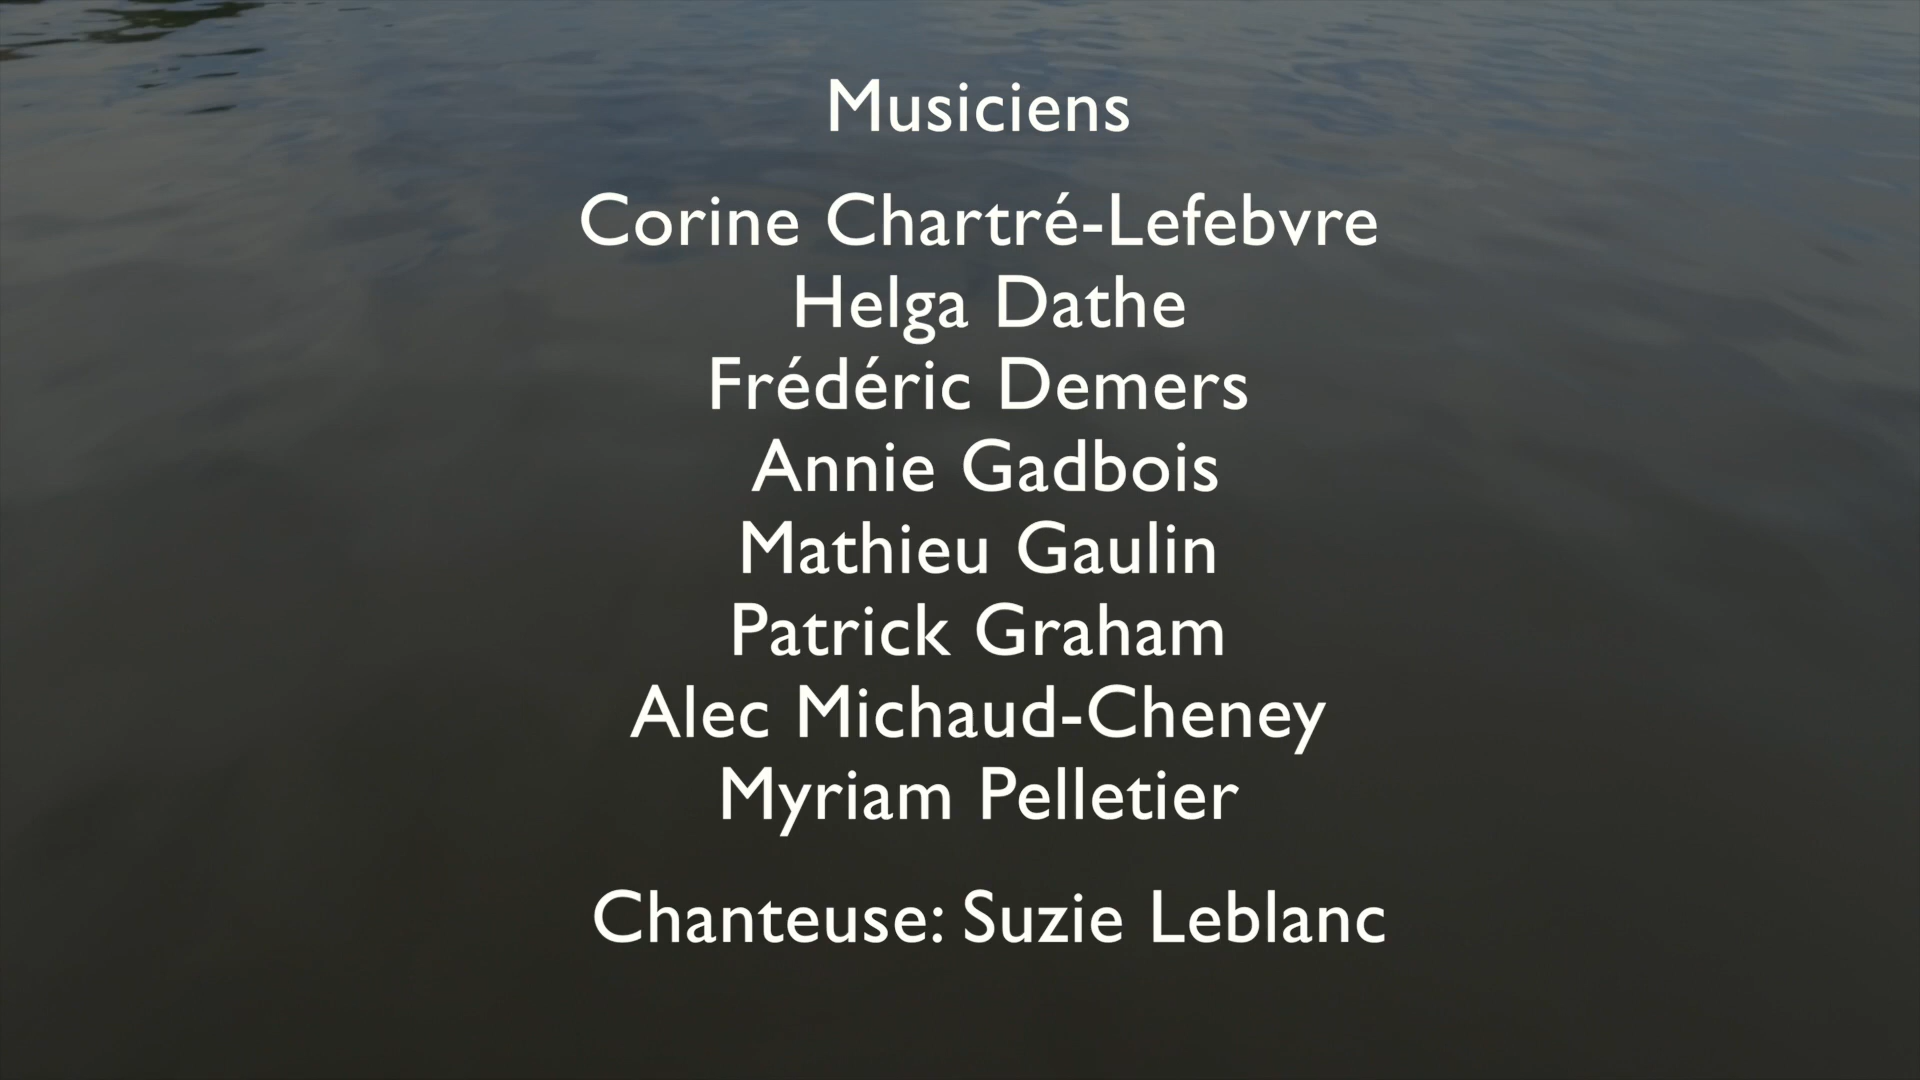 Musiciens
Corine Chartré-Lefebvre
Helga Dathe
Frédéric Demers
Annie Gadbois
Mathieu Gaulin
Patrick Graham
Alec Michaud-Cheney
Myriam Pelletier
Chanteuse: Suzie Leblanc